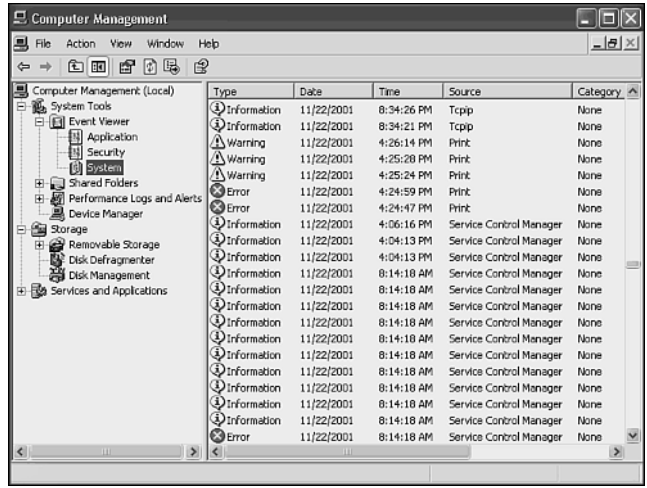 Computer Management
File Action View Window Help
Computer Management (Local)
System Tools
Event Viewer
Application
Security
System
Shared Folders
Performance Logs and Alerts
Device Manager
Storage
Removable Storage
Disk Defragmenter
Disk Management
Services and Applications
Type Date Time Source Category
Information 11/22/2001 8:34:26 PM Tcpip None
Information 11/22/2001 8:34:21 PM Tcpip None
Warning 11/22/2001 4:26:14 PM Print None
Warning 11/22/2001 4:25:28 PM Print None
Warning 11/22/2001 4:25:24 PM Print None
Error 11/22/2001 4:24:59 PM Print None
Error 11/22/2001 4:24:47 PM Print None
Information 11/22/2001 4:06:16 PM Service Control Manager None
Information 11/22/2001 4:04:13 PM Service Control Manager None
Information 11/22/2001 4:04:13 PM Service Control Manager None
Information 11/22/2001 8:14:18 AM Service Control Manager None
Information 11/22/2001 8:14:18 AM Service Control Manager None
Information 11/22/2001 8:14:18 AM Service Control Manager None
Information 11/22/2001 8:14:18 AM Service Control Manager None
Information 11/22/2001 8:14:18 AM Service Control Manager None
Information 11/22/2001 8:14:18 AM Service Control Manager None
Information 11/22/2001 8:14:18 AM Service Control Manager None
Information 11/22/2001 8:14:18 AM Service Control Manager None
Information 11/22/2001 8:14:18 AM Service Control Manager None
Information 11/22/2001 8:14:18 AM Service Control Manager None
Error 11/22/2001 8:14:18 AM Service Control Manager None